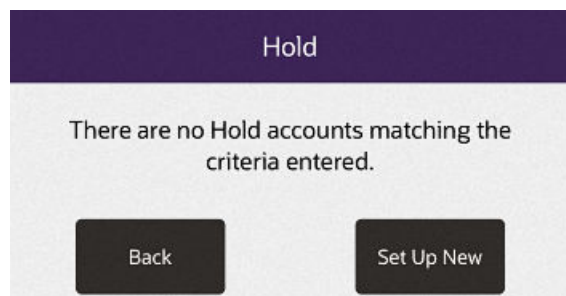 Hold
There are no Hold accounts matching the
criteria entered.
Back
Set Up New